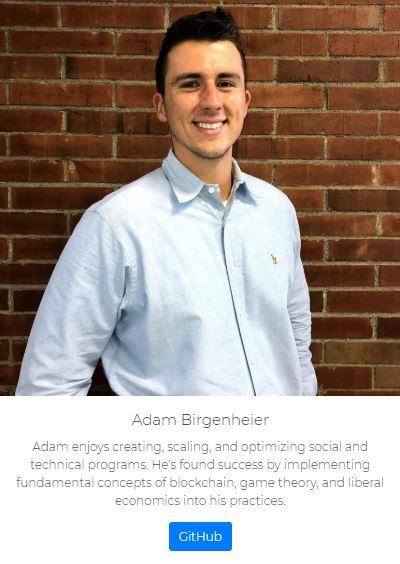 Adam Birgenheier
Adam enjoys creating, scaling, and optimizing social and
technical programs. He's found success by implementing
fundamental concepts of blockchain, game theory, and liberal
economics into his practices.
GitHub